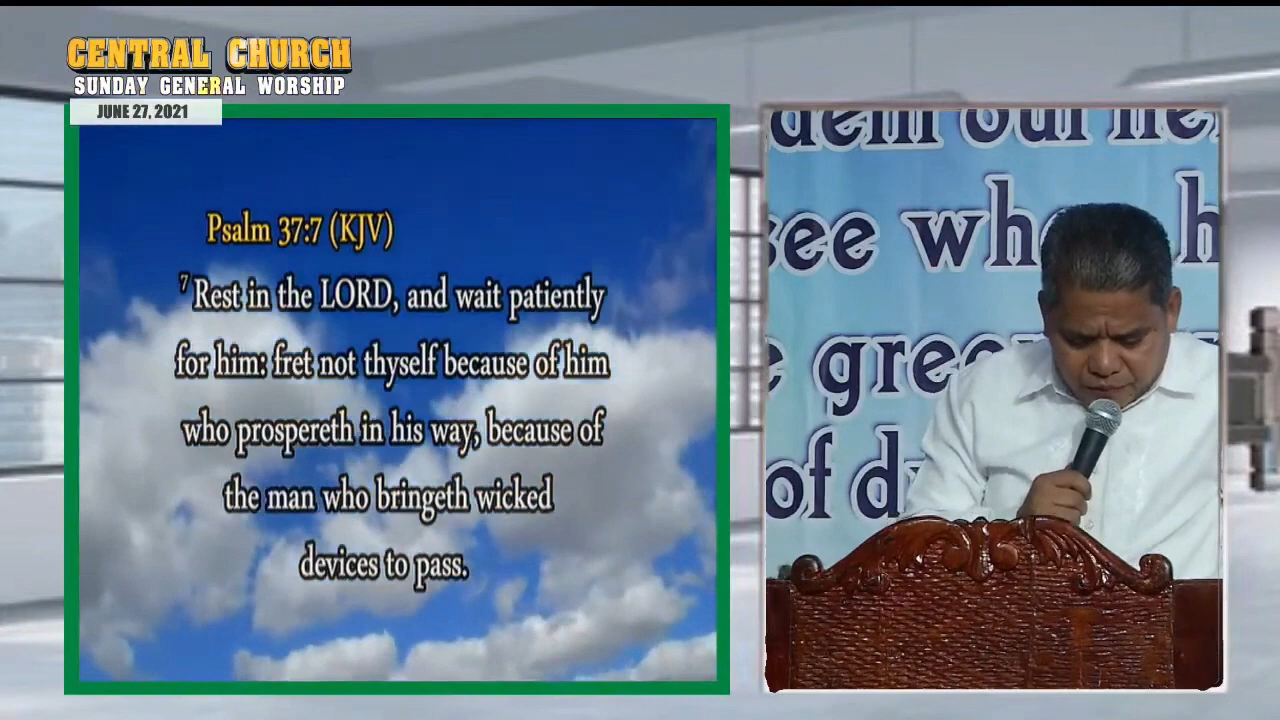 CENTRAL CHURCH
SUNDAY GENERAL WORSHIP
JUNE 27, 2021
Psalm 37:7 (KJV)
7 Rest in the LORD, and wait patiently
for him: fret not thyself because of him
who prospereth in his way, because of
the man who bringeth wicked
devices to pass.
see
of